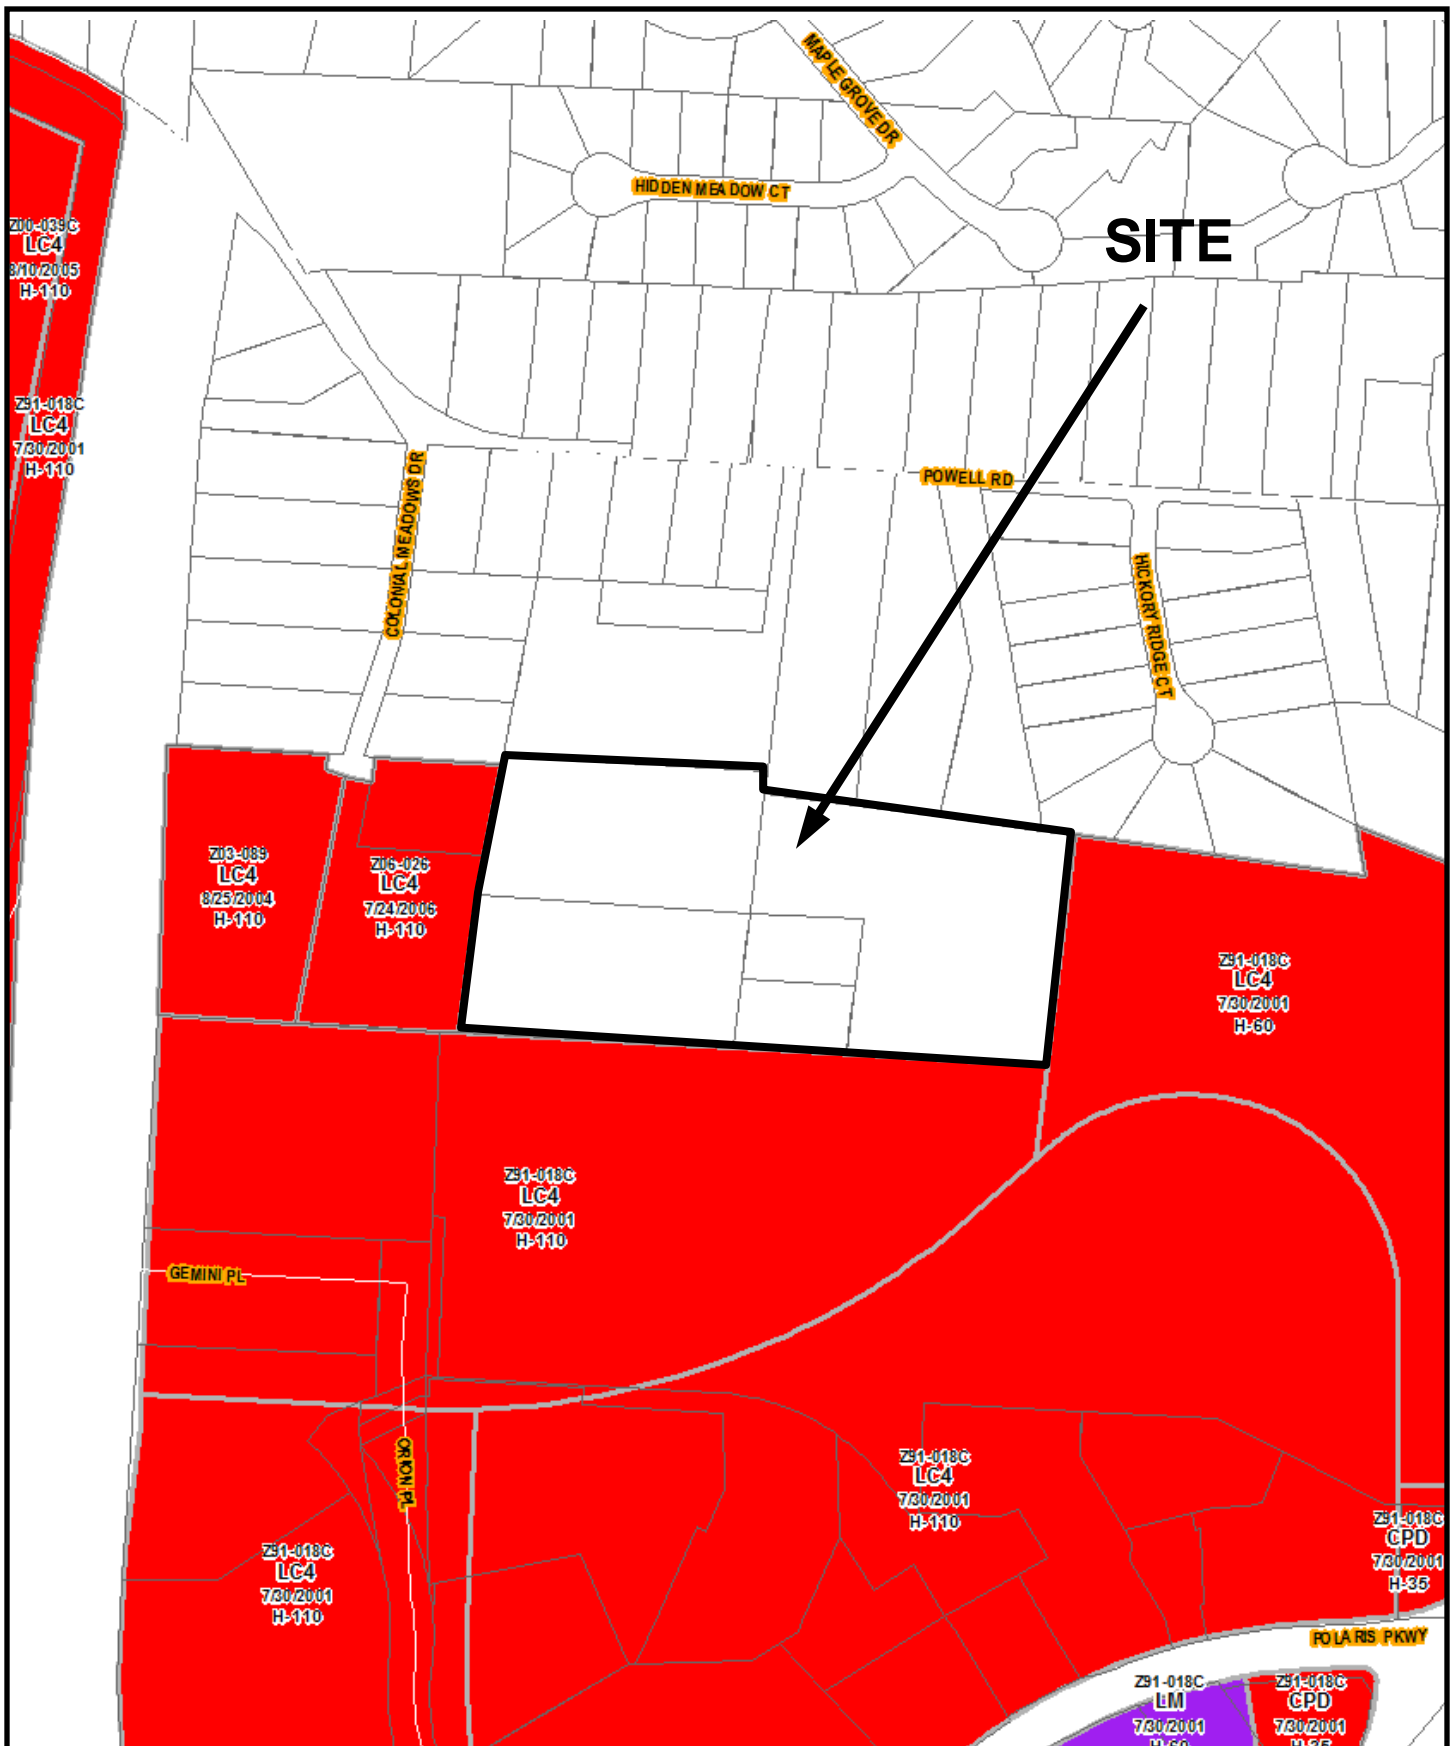 MAPLE GROVE DR
HIDDEN MEADOW CT
SITE
Z00-039C
LC4
8/10/2005
H-110
Z91-018C
LC4
7/30/2001
H-110
POWELL RD
COLONIAL MEADOWS DR
HICKORY RIDGE CT
Z03-089
LC4
8/25/2004
H-110
Z06-026
LC4
7/24/2006
H-110
Z91-018C
LC4
7/30/2001
H-60
Z91-018C
LC4
7/30/2001
H-110
GEMINI PL
ORION PL
Z91-018C
LC4
7/30/2001
H-110
Z91-018C
CPD
7/30/2001
H-35
Z91-018C
LC4
7/30/2001
H-110
POLARIS PKWY
Z91-018C
LM
7/30/2001
H-60
Z91-018C
CPD
7/30/2001
H-35